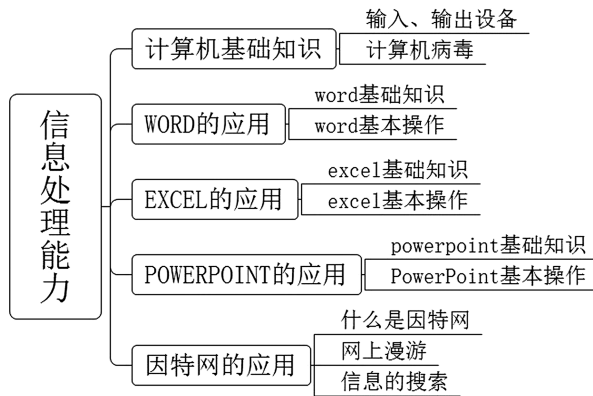 信息处理能力
计算机基础知识
输入、输出设备
计算机病毒
WORD的应用
word基础知识
word基本操作
EXCEL的应用
excel基础知识
excel基本操作
POWERPOINT的应用
powerpoint基础知识
PowerPoint基本操作
因特网的应用
什么是因特网
网上漫游
信息的搜索